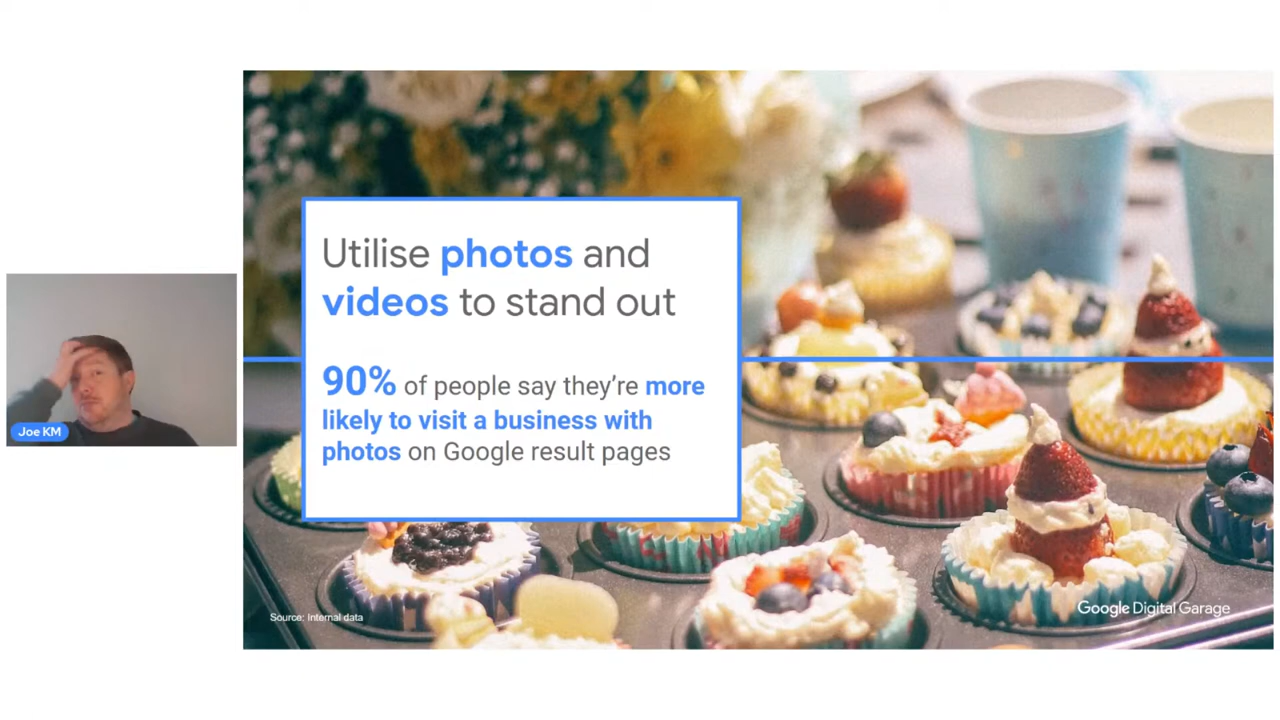 Utilise photos and
videos to stand out
90% of people say they're more
likely to visit a business with
photos on Google result pages
Joe KM
Source: Internal data
Google Digital Garage